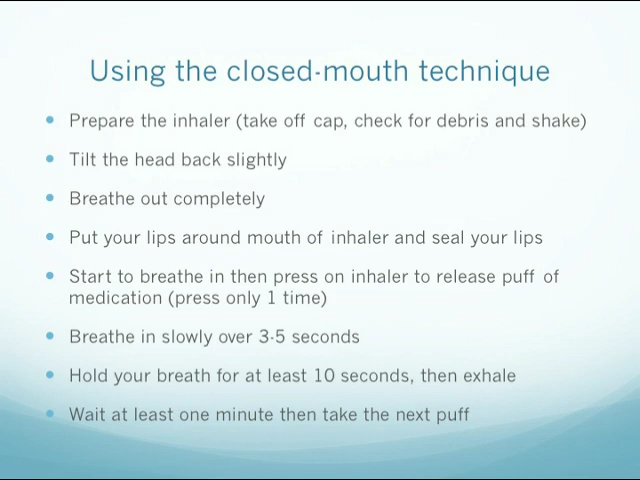 Using the closed-mouth technique
• Prepare the inhaler (take off cap, check for debris and shake)
• Tilt the head back slightly
• Breathe out completely
• Put your lips around mouth of inhaler and seal your lips
• Start to breathe in then press on inhaler to release puff of
medication (press only 1 time)
• Breathe in slowly over 3-5 seconds
• Hold your breath for at least 10 seconds, then exhale
• Wait at least one minute then take the next puff